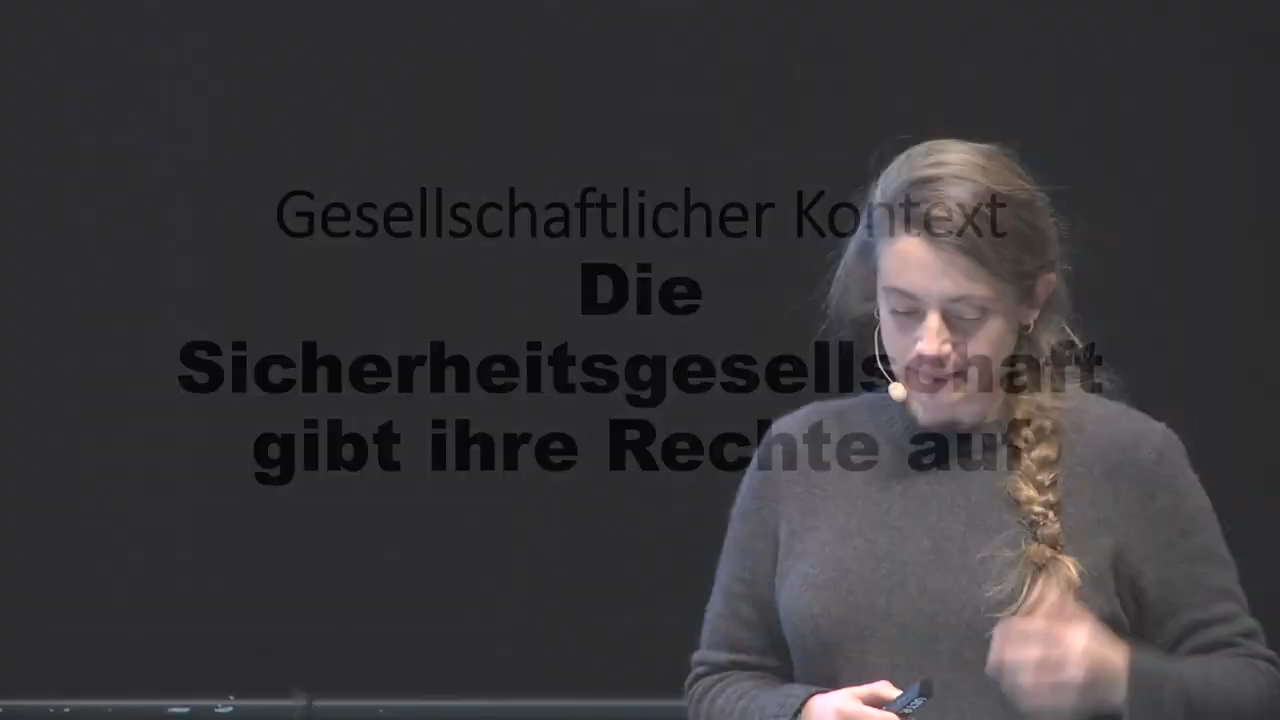 Gesellschaftlicher Kontext
Die
Sicherheitsgesellschaft
gibt ihre Rechte auf